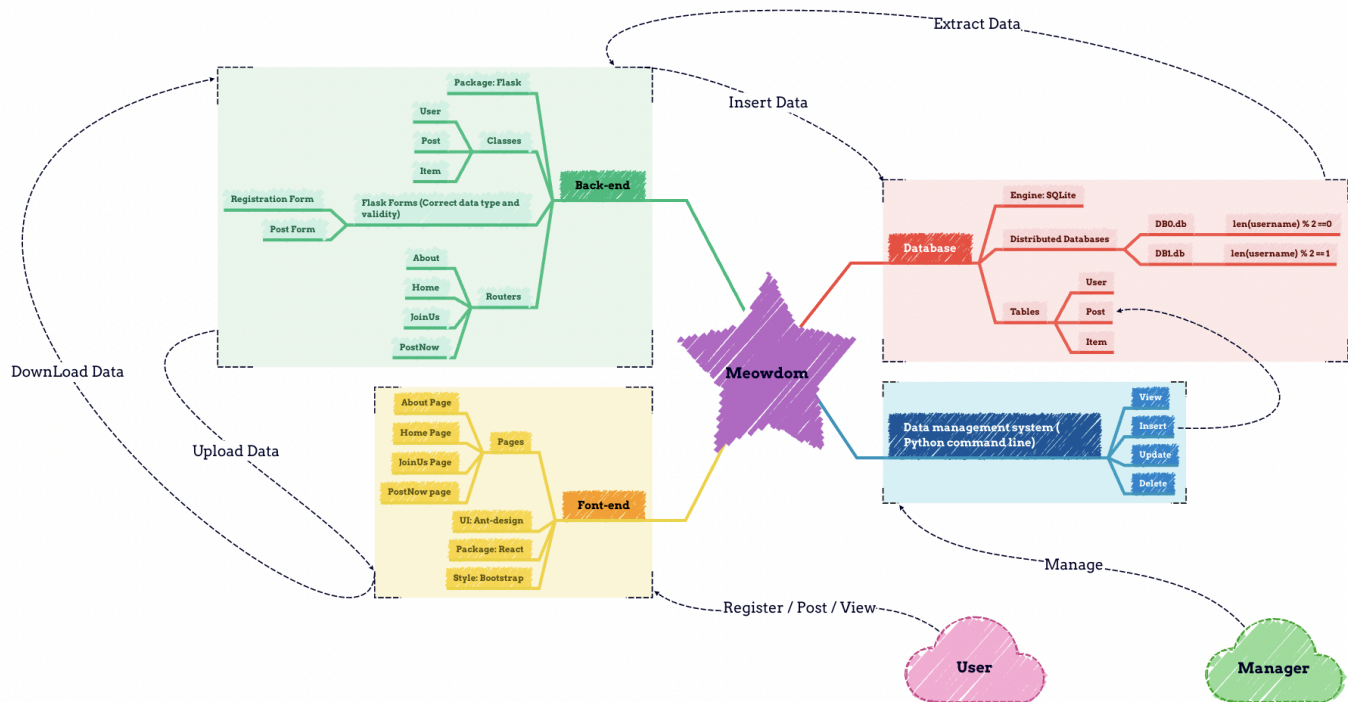 Extract Data
Insert Data
DownLoad Data
Upload Data
Package: Flask
User
Post
Item
Classes
Back-end
Registration Form
Post Form
Flask Forms (Correct data type and
validity)
About
Home
JoinUs
PostNow
Routers
Engine: SQLite
Database
Distributed Databases
DB0.db
len(username) % 2 ==0
DB1.db
len(username) % 2 ==1
Tables
User
Post
Item
Meowdom
About Page
Home Page
JoinUs Page
PostNow page
Pages
UI: Ant-design
Package: React
Style: Bootstrap
Font-end
Data management system (
Python command line)
View
Insert
Update
Delete
Manage
Register / Post / View
User
Manager